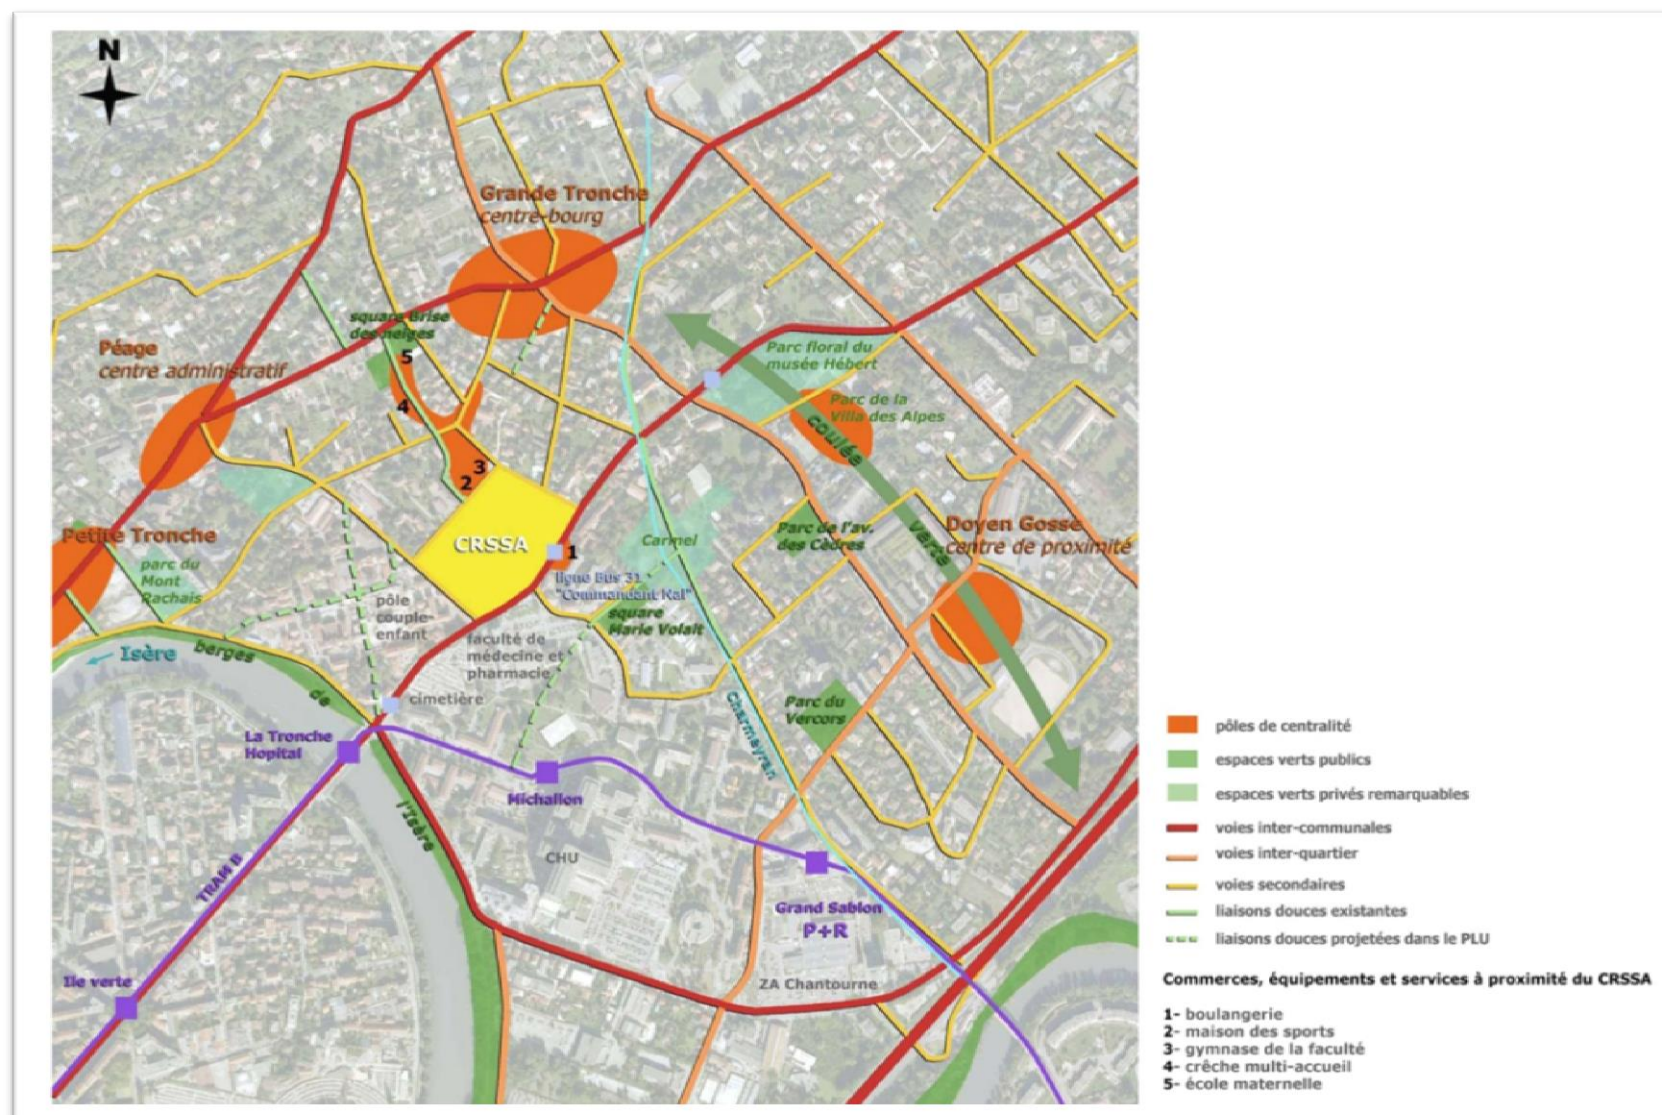 N
Grande Tronche
centre-bourg
square Brise
des neiges
Péage
centre administratif
5
4
3
2
Parc floral du
musée Hébert
Parc de la
Villa des Alpes
coulée
verte
Petite Tronche
parc du
Mont
Rachais
CRSSA
1
ligne Bus 31
"Commandant Nal"
Carmel
Parc de l'av.
des Cèdres
Doyen Gosse
centre de proximité
pôle
couple-
enfant
faculté de
médecine et
pharmacie
square
Marie Volait
Isère
berges
de
l'Isère
cimetière
Parc du
Vercors
Charmeyran
La Tronche
Hopital
Michallon
TRAM B
CHU
Grand Sablon
P+R
Ile verte
ZA Chantourne
pôles de centralité
espaces verts publics
espaces verts privés remarquables
voies inter-communales
voies inter-quartier
voies secondaires
liaisons douces existantes
liaisons douces projetées dans le PLU
Commerces, équipements et services à proximité du CRSSA
1- boulangerie
2- maison des sports
3- gymnase de la faculté
4- crêche multi-accueil
5- école maternelle